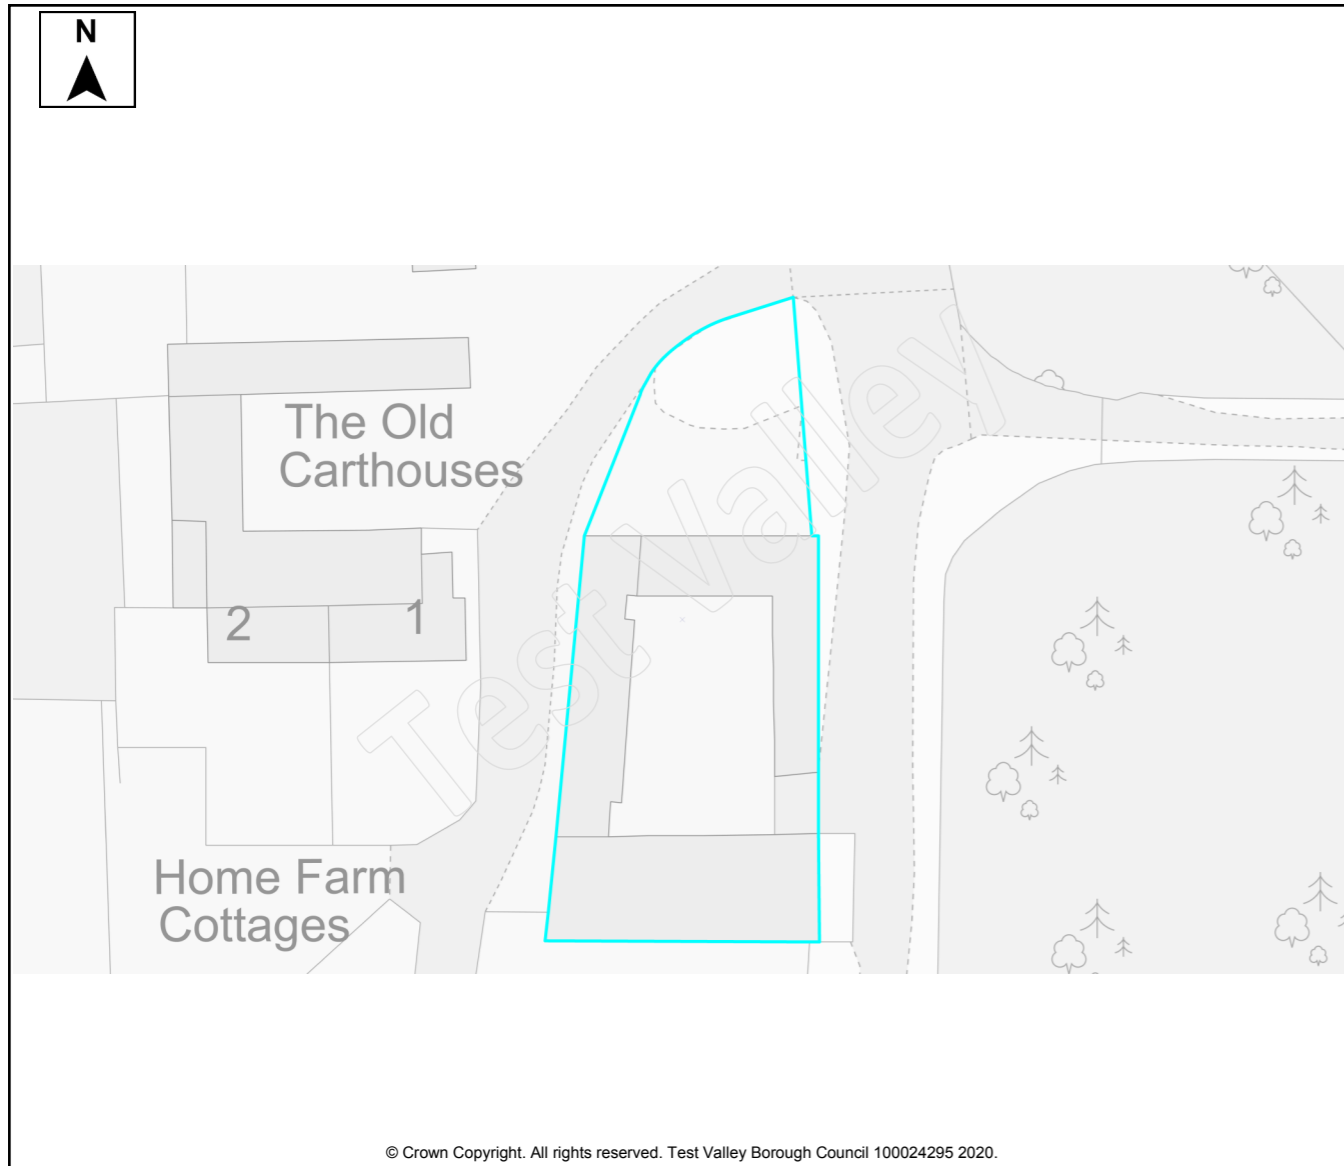 N
The Old
Carthouses
2
1
Test Valley
Home Farm
Cottages
© Crown Copyright. All rights reserved. Test Valley Borough Council 100024295 2020.